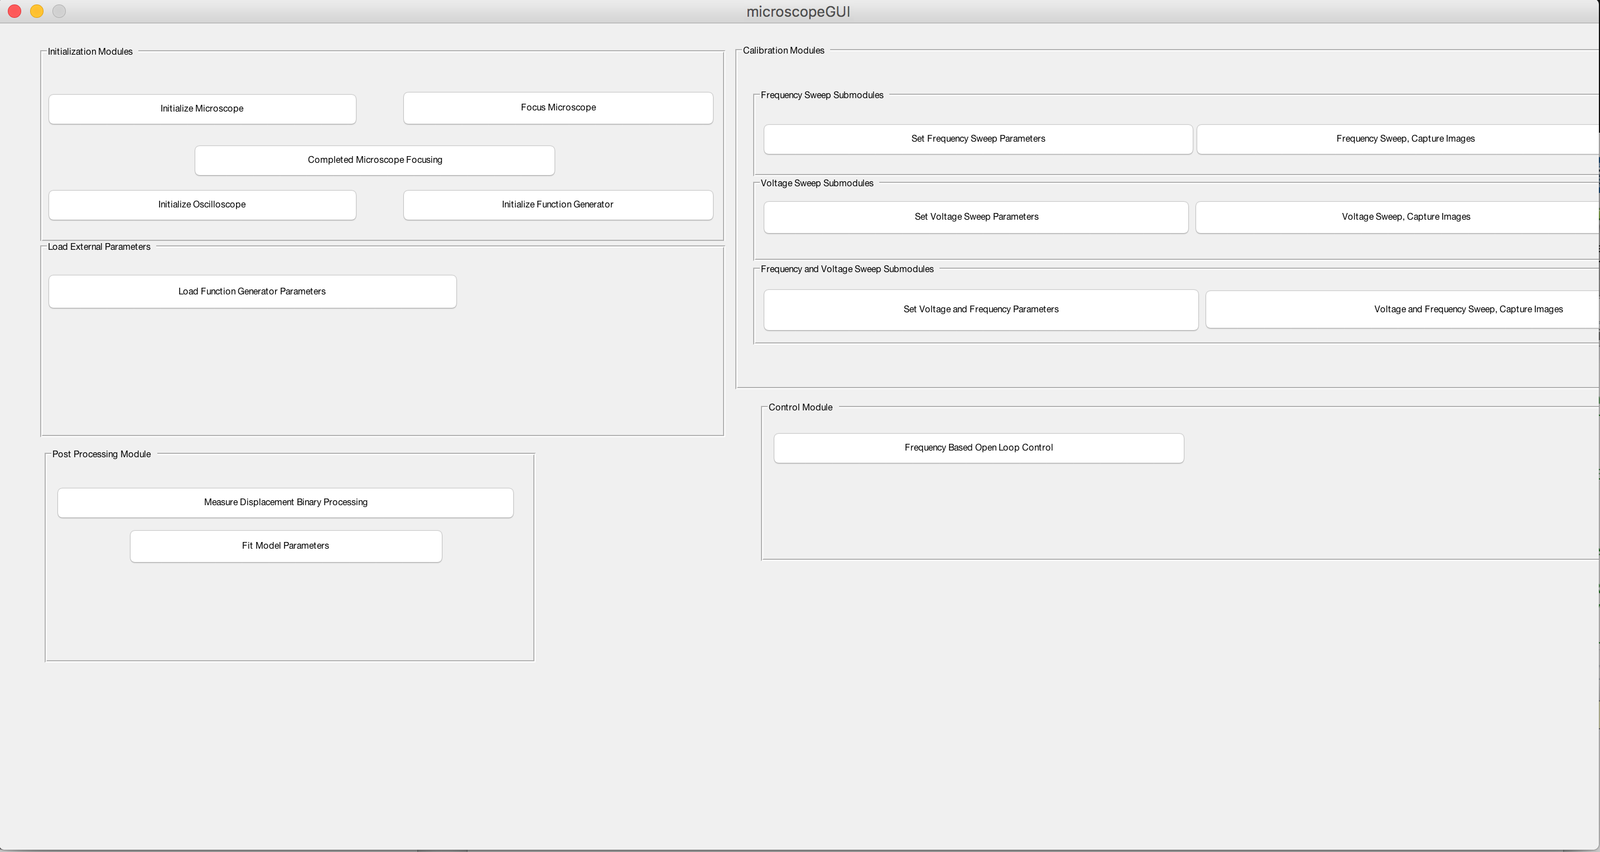 microscopeGUI
Initialization Modules
Initialize Microscope
Focus Microscope
Completed Microscope Focusing
Initialize Oscilloscope
Initialize Function Generator
Load External Parameters
Load Function Generator Parameters
Post Processing Module
Measure Displacement Binary Processing
Fit Model Parameters
Calibration Modules
Frequency Sweep Submodules
Set Frequency Sweep Parameters
Frequency Sweep, Capture Images
Voltage Sweep Submodules
Set Voltage Sweep Parameters
Voltage Sweep, Capture Images
Frequency and Voltage Sweep Submodules
Set Voltage and Frequency Parameters
Voltage and Frequency Sweep, Capture Images
Control Module
Frequency Based Open Loop Control